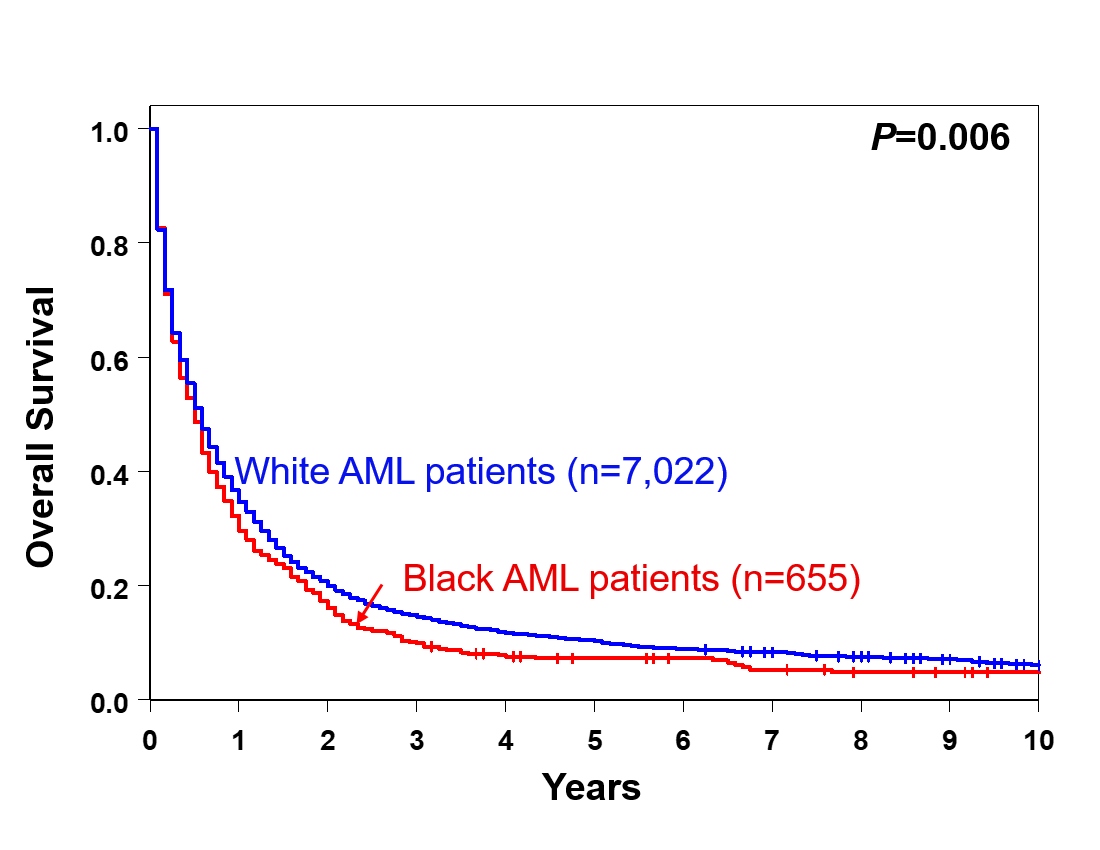 P=0.006
1.0
0.8
0.6
0.4
0.2
0.0
Overall Survival
White AML patients (n=7,022)
Black AML patients (n=655)
0 1 2 3 4 5 6 7 8 9 10
Years